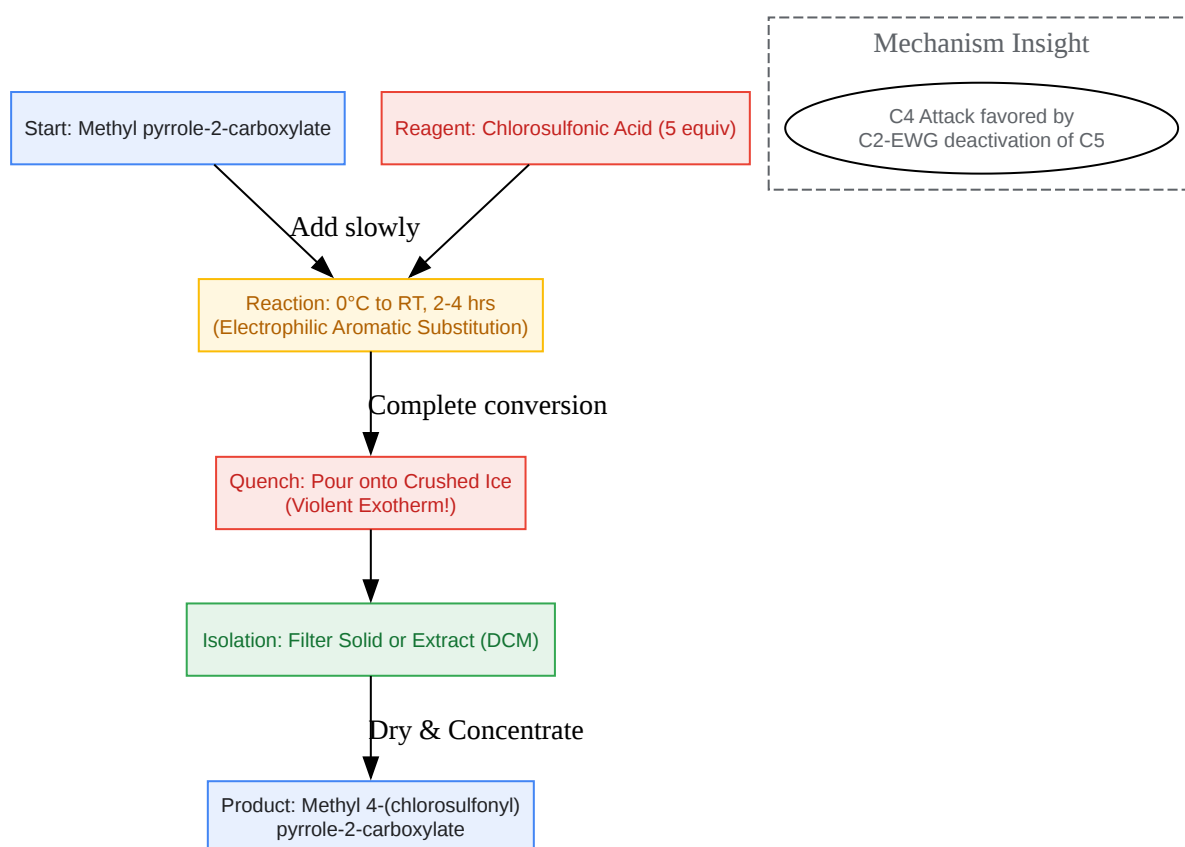 Mechanism Insight
Start: Methyl pyrrole-2-carboxylate
Reagent: Chlorosulfonic Acid (5 equiv)
C4 Attack favored by
C2-EWG deactivation of C5
Add slowly
Reaction: 0°C to RT, 2-4 hrs
(Electrophilic Aromatic Substitution)
Complete conversion
Quench: Pour onto Crushed Ice
(Violent Exotherm!)
Isolation: Filter Solid or Extract (DCM)
Dry & Concentrate
Product: Methyl 4-(chlorosulfonyl)
pyrrole-2-carboxylate